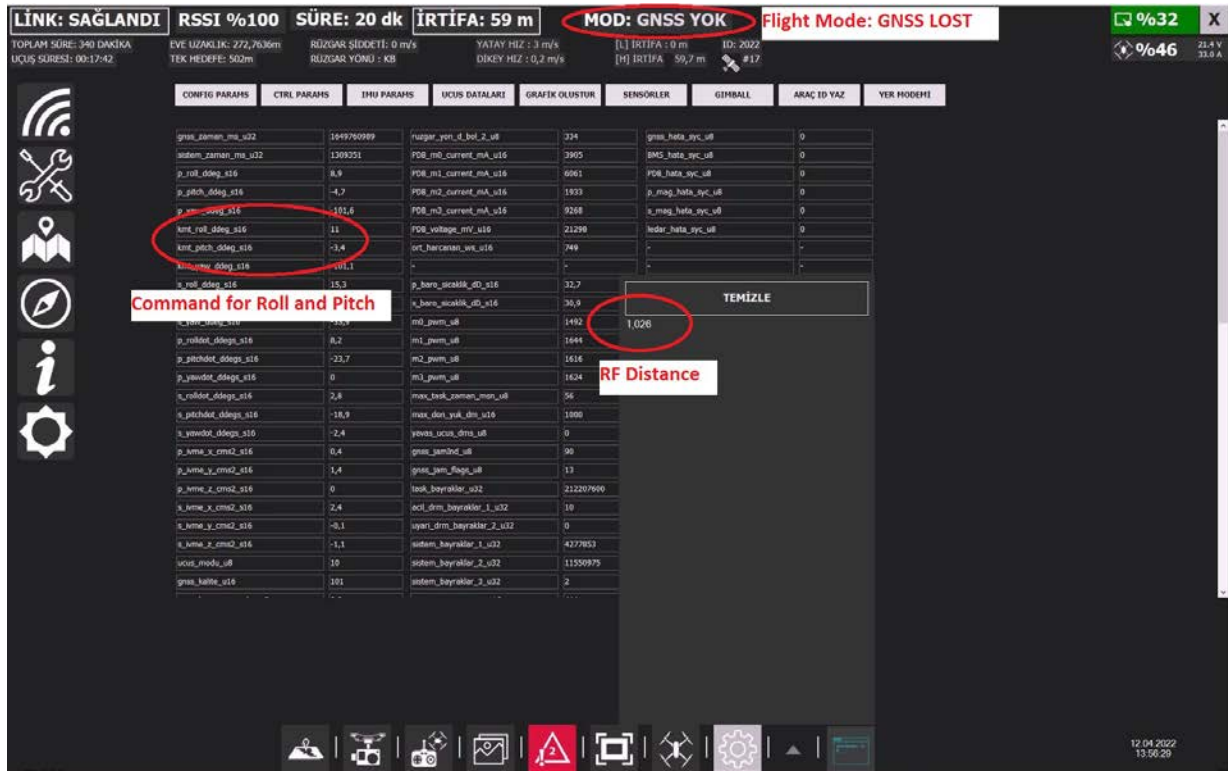 LİNK: SAĞLANDI
RSSI %100
SÜRE: 20 dk
İRTİFA: 59 m
MOD: GNSS YOK
Flight Mode: GNSS LOST
%32
X
TOPLAM SÜRE: 340 DAKİKA
EVE UZAKLIK: 272,7636m
RÜZGAR ŞİDDETİ: 0 m/s
YATAY HIZ : 3 m/s
[L] İRTİFA : 0 m
ID: 2022
%46
21.4 V
33.0 A
UÇUŞ SÜRESİ: 00:17:42
TEK HEDEFE: 502m
RÜZGAR YÖNÜ : KB
DİKEY HIZ : 0,2 m/s
[H] İRTİFA 59,7 m
#17
CONFIG PARAMS
CTRL PARAMS
IMU PARAMS
UCUS DATALARI
GRAFİK OLUSTUR
SENSÖRLER
GIMBALL
ARAÇ ID YAZ
YER MODEMİ
gnss_zaman_ms_u32 1649760989 ruzgar_yon_d_bol_2_u8 334 gnss_hata_syc_u8 0
sistem_zaman_ms_u32 1309351 PDB_m0_current_mA_u16 3905 BMS_hata_syc_u8 0
p_roll_ddeg_s16 8,9 PDB_m1_current_mA_u16 6061 PDB_hata_syc_u8 0
p_pitch_ddeg_s16 -4,7 PDB_m2_current_mA_u16 1933 p_mag_hata_syc_u8 0
p_yaw_ddeg_s16 -101,6 PDB_m3_current_mA_u16 9268 s_mag_hata_syc_u8 0
kmt_roll_ddeg_s16 11 PDB_voltage_mV_u16 21298 ledar_hata_syc_u8 0
kmt_pitch_ddeg_s16 -3,4 ort_harcanan_ws_u16 749 - -
kmt_yaw_ddeg_s16 -101,1 - - - -
s_roll_ddeg_s16 15,3 p_baro_sicaklik_dD_s16 32,7
TEMİZLE
Command for Roll and Pitch
s_baro_sicaklik_dD_s16 30,9
s_yaw_ddeg_s16 m0_pwm_u8 1492
1,026
p_rolldot_ddegs_s16 8,2 m1_pwm_u8 1644
p_pitchdot_ddegs_s16 -23,7 m2_pwm_u8 1616
p_yawdot_ddegs_s16 0 m3_pwm_u8 1624
RF Distance
s_rolldot_ddegs_s16 2,8 max_task_zaman_msn_u8 56
s_pitchdot_ddegs_s16 -18,9 max_don_yuk_dm_u16 1000
s_yawdot_ddegs_s16 -2,4 yavas_ucus_dms_u8 0
p_ivme_x_cms2_s16 0,4 gnss_jamInd_u8 90
p_ivme_y_cms2_s16 1,4 gnss_jam_flags_u8 13
p_ivme_z_cms2_s16 0 task_bayraklar_u32 212207600
s_ivme_x_cms2_s16 2,4 acil_drm_bayraklar_1_u32 10
s_ivme_y_cms2_s16 -0,1 uyari_drm_bayraklar_2_u32 0
s_ivme_z_cms2_s16 -1,1 sistem_bayraklar_1_u32 4277853
ucus_modu_u8 10 sistem_bayraklar_2_u32 11550975
gnss_kalite_u16 101 sistem_bayraklar_3_u32 2
2
12.04.2022
13:56:29